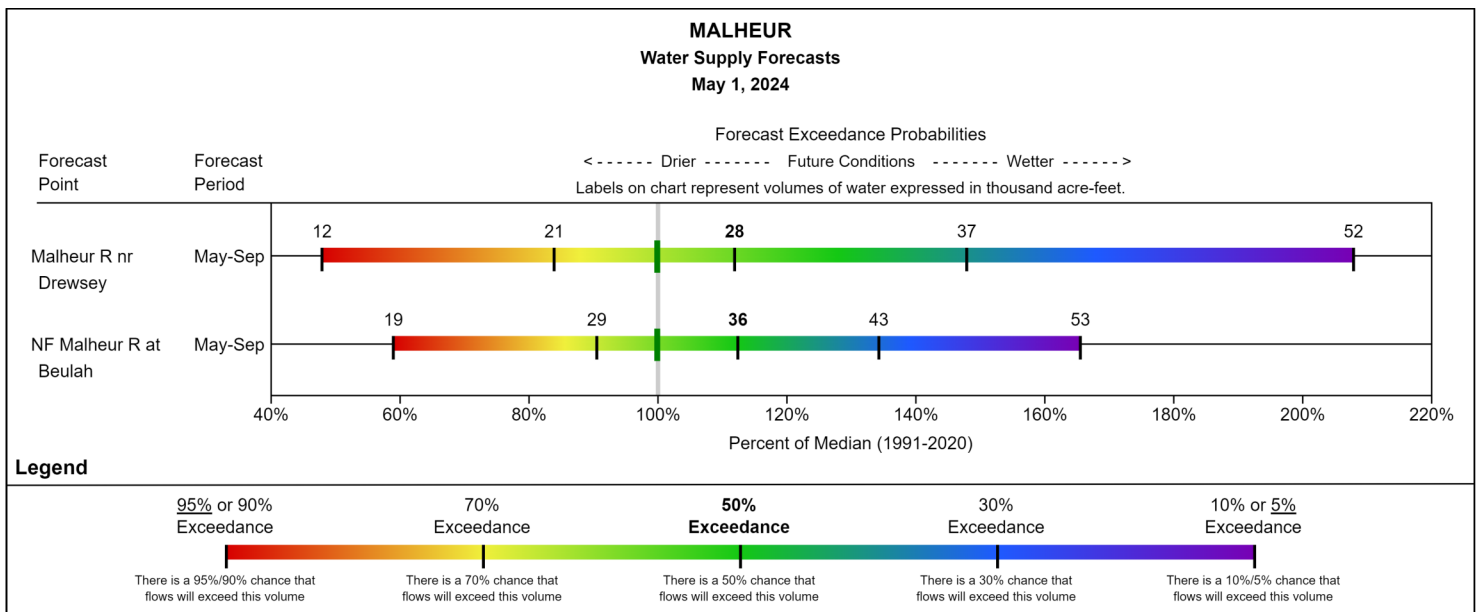 MALHEUR
Water Supply Forecasts
May 1, 2024
Forecast Exceedance Probabilities
Forecast Point
Forecast Period
<------ Drier ------- Future Conditions ------- Wetter ------>
Labels on chart represent volumes of water expressed in thousand acre-feet.
12 21 28 37 52
Malheur R nr
Drewsey
May-Sep
19 29 36 43 53
NF Malheur R at
Beulah
May-Sep
40% 60% 80% 100% 120% 140% 160% 180% 200% 220%
Percent of Median (1991-2020)
Legend
95% or 90%
Exceedance
70%
Exceedance
50%
Exceedance
30%
Exceedance
10% or 5%
Exceedance
There is a 95%/90% chance that
flows will exceed this volume
There is a 70% chance that
flows will exceed this volume
There is a 50% chance that
flows will exceed this volume
There is a 30% chance that
flows will exceed this volume
There is a 10%/5% chance that
flows will exceed this volume